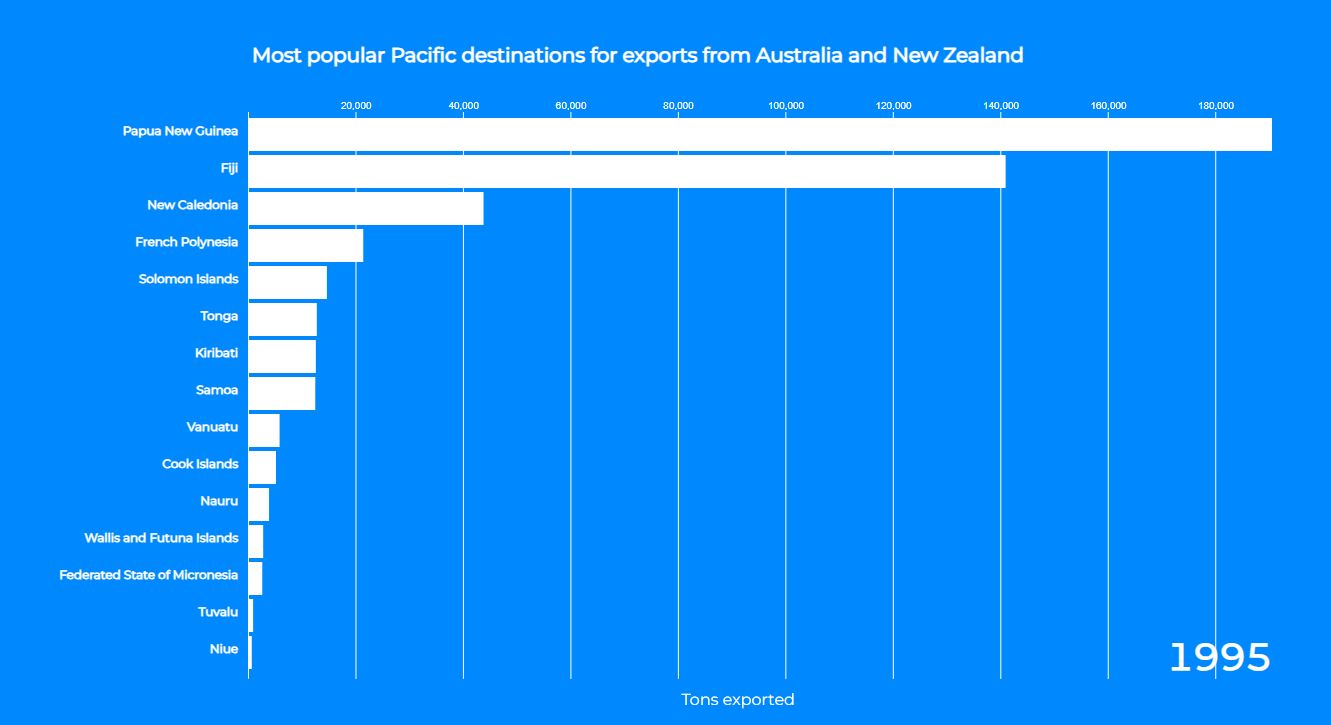 Most popular Pacific destinations for exports from Australia and New Zealand
20,000 40,000 60,000 80,000 100,000 120,000 140,000 160,000 180,000
Papua New Guinea
Fiji
New Caledonia
French Polynesia
Solomon Islands
Tonga
Kiribati
Samoa
Vanuatu
Cook Islands
Nauru
Wallis and Futuna Islands
Federated State of Micronesia
Tuvalu
Niue
1995
Tons exported